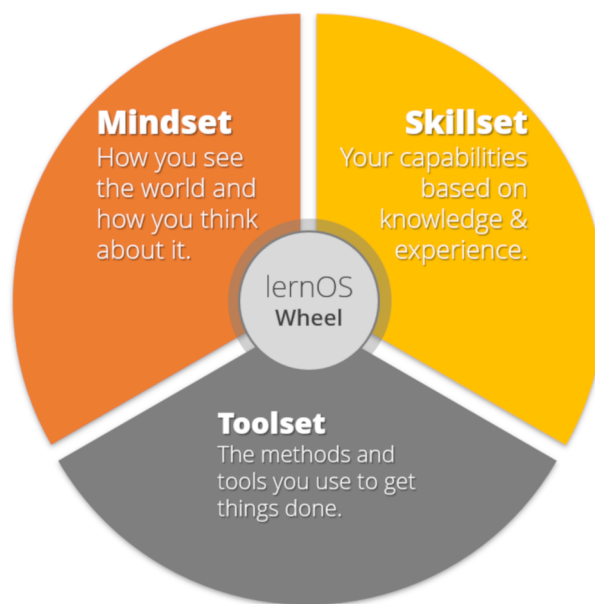 Mindset
How you see
the world and
how you think
about it.
Skillset
Your capabilities
based on
knowledge &
experience.
lernOS
Wheel
Toolset
The methods and
tools you use to get
things done.